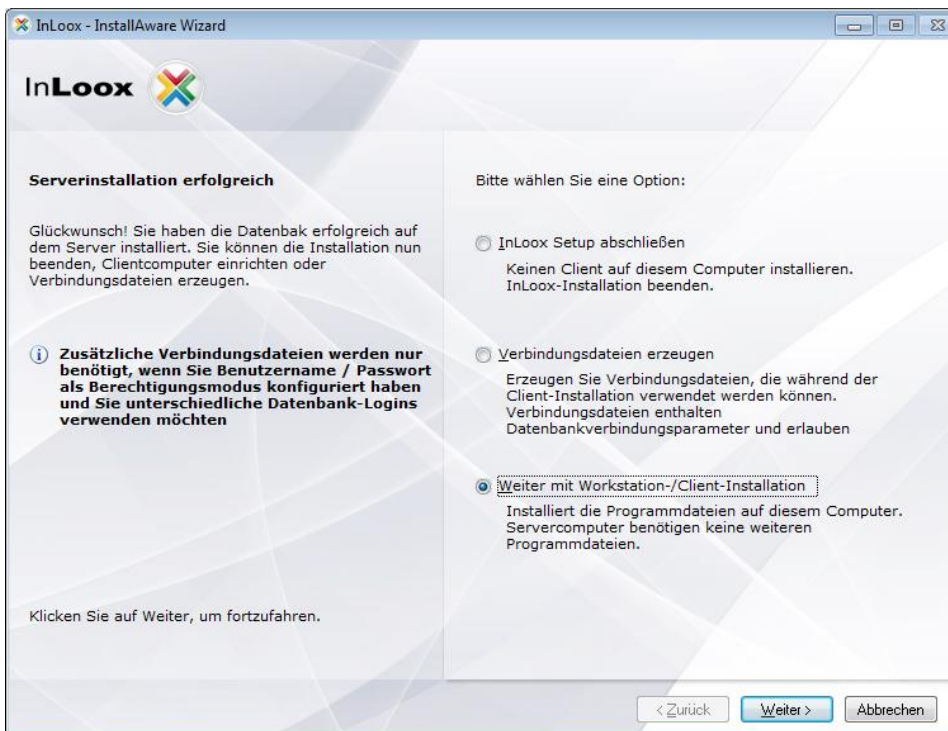 InLoox - InstallAware Wizard
InLoox
Serverinstallation erfolgreich
Glückwunsch! Sie haben die Datenbak erfolgreich auf
dem Server installiert. Sie können die Installation nun
beenden, Clientcomputer einrichten oder
Verbindungsdateien erzeugen.
Zusätzliche Verbindungsdateien werden nur
benötigt, wenn Sie Benutzername / Passwort
als Berechtigungsmodus konfiguriert haben
und Sie unterschiedliche Datenbank-Logins
verwenden möchten
Klicken Sie auf Weiter, um fortzufahren.
Bitte wählen Sie eine Option:
InLoox Setup abschließen
Keinen Client auf diesem Computer installieren.
InLoox-Installation beenden.
Verbindungsdateien erzeugen
Erzeugen Sie Verbindungsdateien, die während der
Client-Installation verwendet werden können.
Verbindungsdateien enthalten
Datenbankverbindungsparameter und erlauben
Weiter mit Workstation-/Client-Installation
Installiert die Programmdateien auf diesem Computer.
Servercomputer benötigen keine weiteren
Programmdateien.
< Zurück
Weiter >
Abbrechen